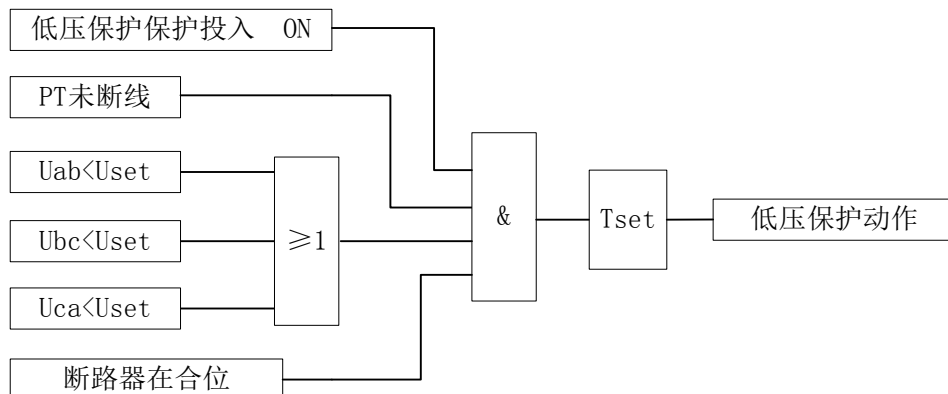 低压保护保护投入 ON
PT未断线
Uab<Uset
Ubc<Uset
Uca<Uset
断路器在合位
≥1
&
Tset
低压保护动作